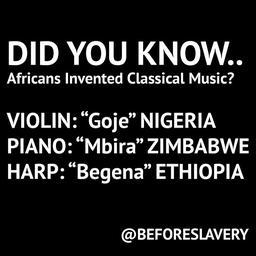 DID YOU KNOW..
Africans Invented Classical Music?
VIOLIN: “Goje” NIGERIA
PIANO: “Mbira” ZIMBABWE
HARP: “Begena” ETHIOPIA
@BEFORESLAVERY